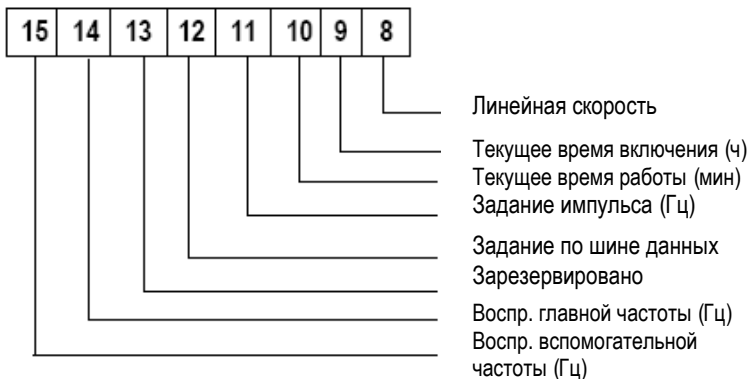 15 14 13 12 11 10 9 8
Линейная скорость
Текущее время включения (ч)
Текущее время работы (мин)
Задание импульса (Гц)
Задание по шине данных
Зарезервировано
Воспр. главной частоты (Гц)
Воспр. вспомогательной
частоты (Гц)